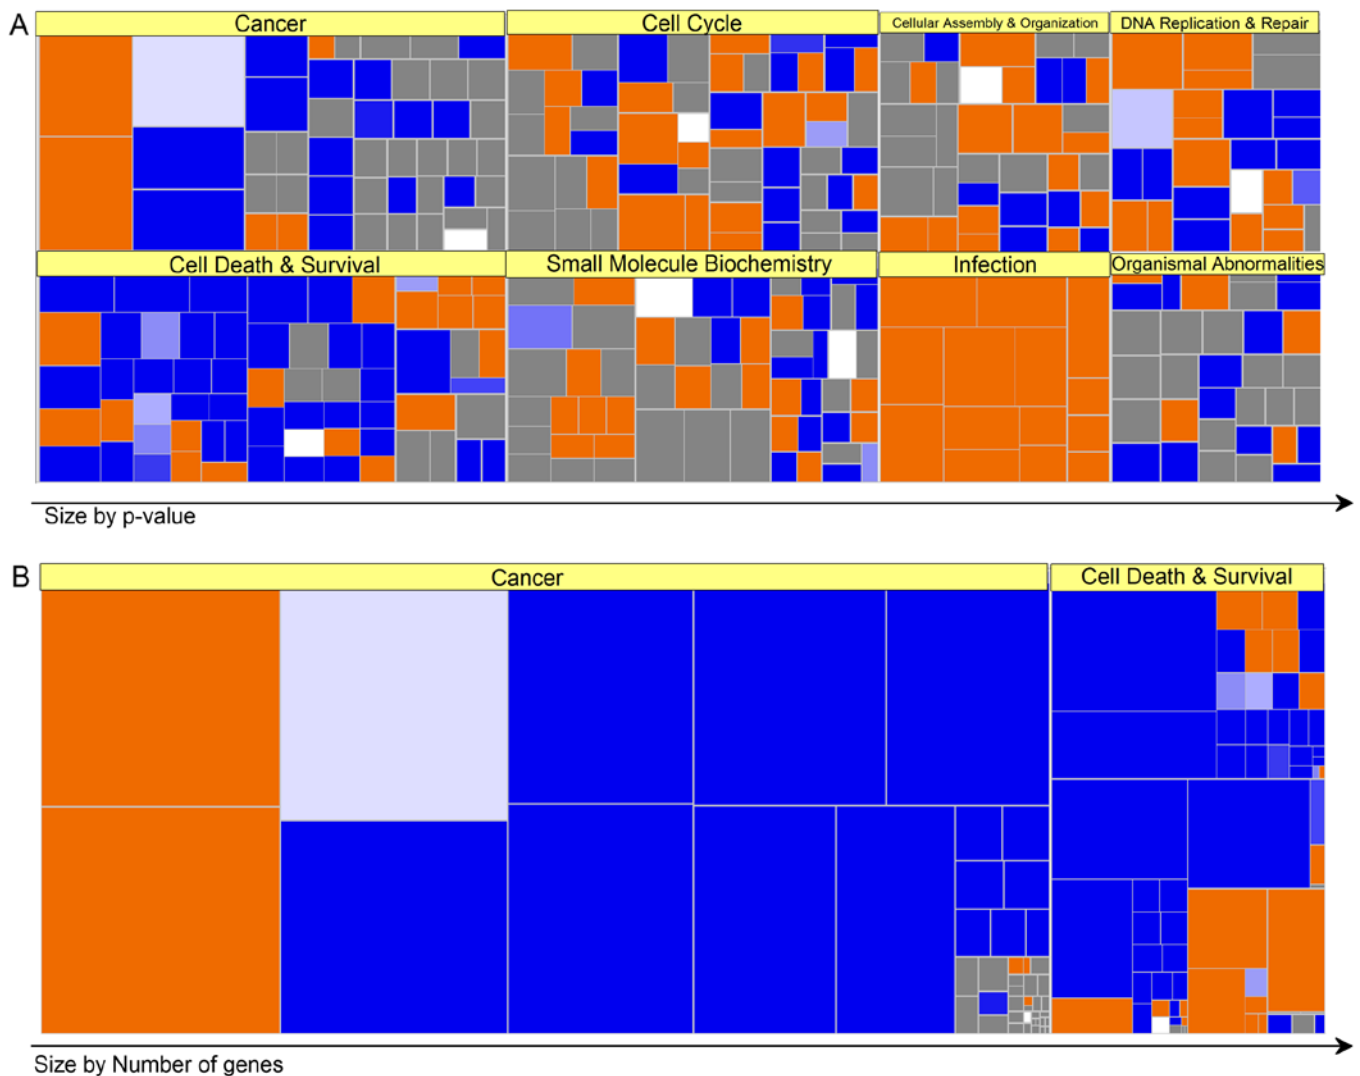 A
Cancer
Cell Cycle
Cellular Assembly & Organization
DNA Replication & Repair
Cell Death & Survival
Small Molecule Biochemistry
Infection
Organismal Abnormalities
Size by p-value
B
Cancer
Cell Death & Survival
Size by Number of genes